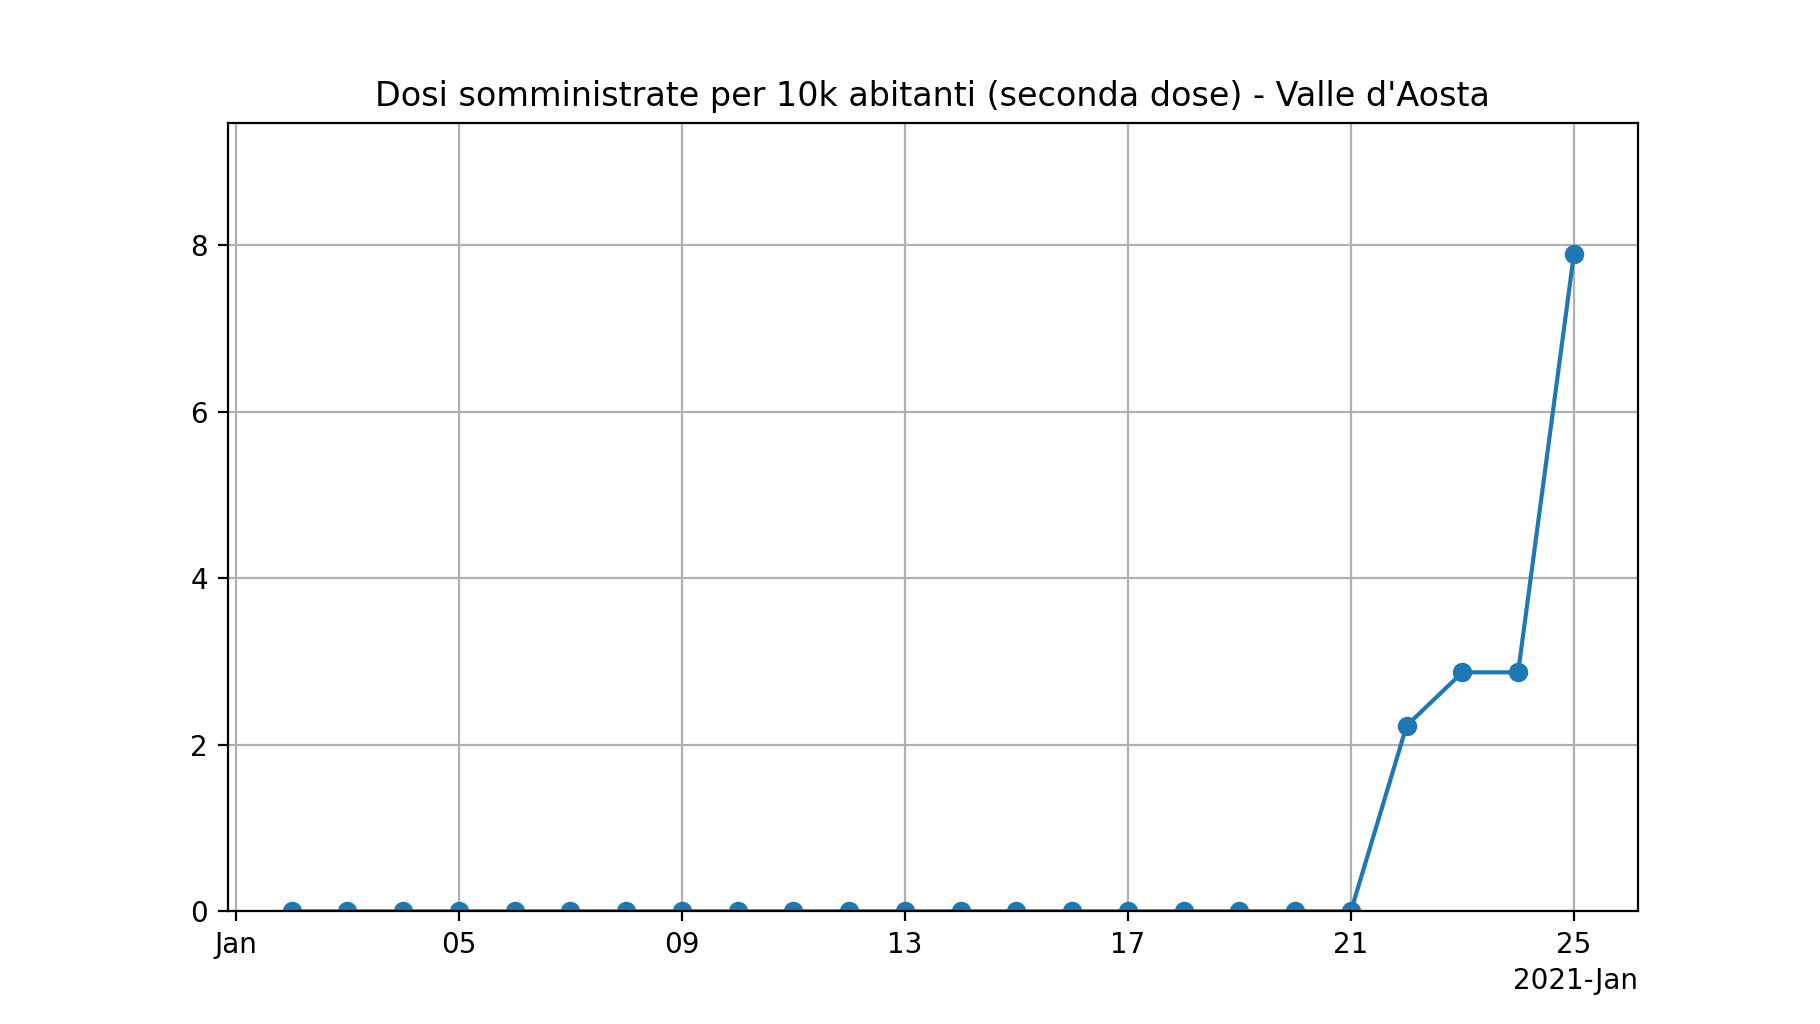 Dosi somministrate per 10k abitanti (seconda dose) - Valle d'Aosta
8
6
4
2
0
Jan 05 09 13 17 21 25
2021-Jan